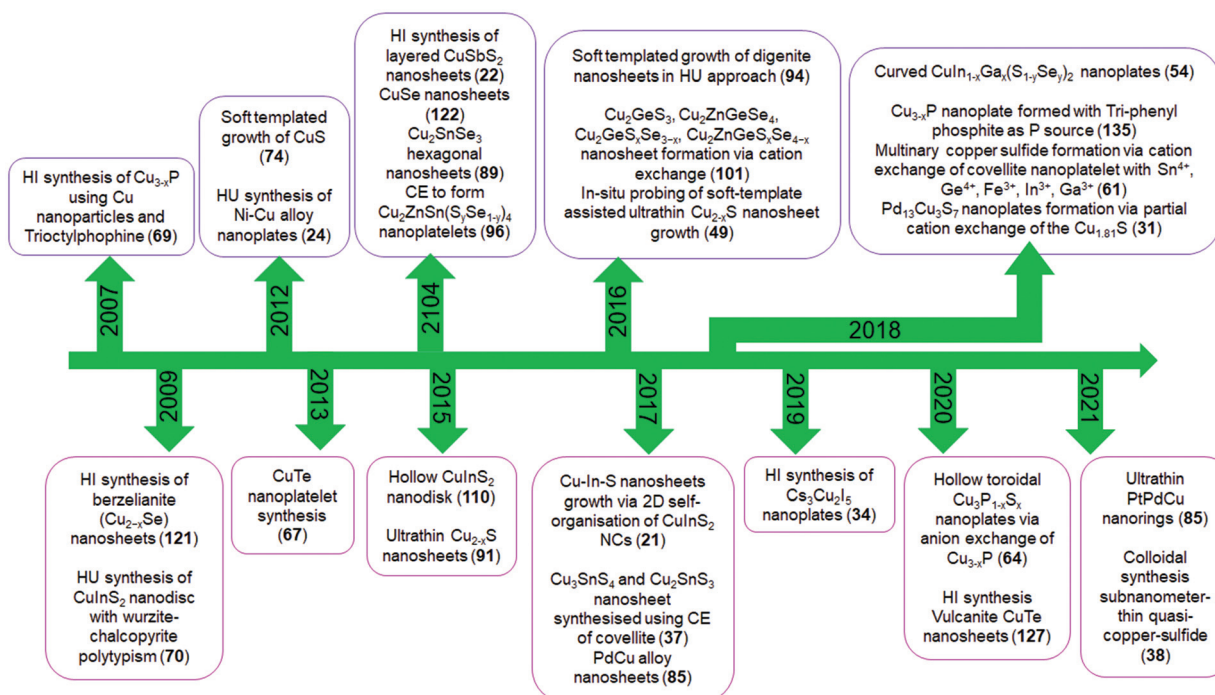 HI synthesis of Cu₃₋ₓP
using Cu
nanoparticles and
Trioctylphophine (69)
Soft templated
growth of CuS
(74)
HU synthesis of
Ni-Cu alloy
nanoplates (24)
HI synthesis of
layered CuSbS₂
nanosheets (22)
CuSe nanosheets
(122)
Cu₂SnSe₃
hexagonal
nanosheets (89)
CE to form
Cu₂ZnSn(SᵧSe₁₋ᵧ)₄
nanoplatelets (96)
Soft templated growth of digenite
nanosheets in HU approach (94)
Cu₂GeS₃, Cu₂ZnGeSe₄,
Cu₂GeSₓSe₃₋ₓ, Cu₂ZnGeSₓSe₄₋ₓ
nanosheet formation via cation
exchange (101)
In-situ probing of soft-template
assisted ultrathin Cu₂₋ₓS nanosheet
growth (49)
Curved CuIn₁₋ₓGaₓ(S₁₋ᵧSeᵧ)₂ nanoplates (54)
Cu₃₋ₓP nanoplate formed with Tri-phenyl
phosphite as P source (135)
Multinary copper sulfide formation via cation
exchange of covellite nanoplatelet with Sn⁴⁺,
Ge⁴⁺, Fe³⁺, In³⁺, Ga³⁺ (61)
Pd₁₃Cu₃S₇ nanoplates formation via partial
cation exchange of the Cu₁.₈₁S (31)
2007
2012
2104
2016
2018
2009
2013
2015
2017
2019
2020
2021
HI synthesis of
berzelianite
(Cu₂₋ₓSe)
nanosheets (121)
HU synthesis of
CuInS₂ nanodisc
with wurzite-
chalcopyrite
polytypism (70)
CuTe
nanoplatelet
synthesis
(67)
Hollow CuInS₂
nanodisk (110)
Ultrathin Cu₂₋ₓS
nanosheets (91)
Cu-In-S nanosheets
growth via 2D self-
organisation of CuInS₂
NCs (21)
Cu₃SnS₄ and Cu₂SnS₃
nanosheet
synthesised using CE
of covellite (37)
PdCu alloy
nanosheets (85)
HI synthesis of
Cs₃Cu₂I₅
nanoplates (34)
Hollow toroidal
Cu₃P₁₋ₓSₓ
nanoplates via
anion exchange of
Cu₃₋ₓP (64)
HI synthesis
Vulcanite CuTe
nanosheets (127)
Ultrathin
PtPdCu
nanorings (85)
Colloidal
synthesis
subnanometer-
thin quasi-
copper-sulfide
(38)